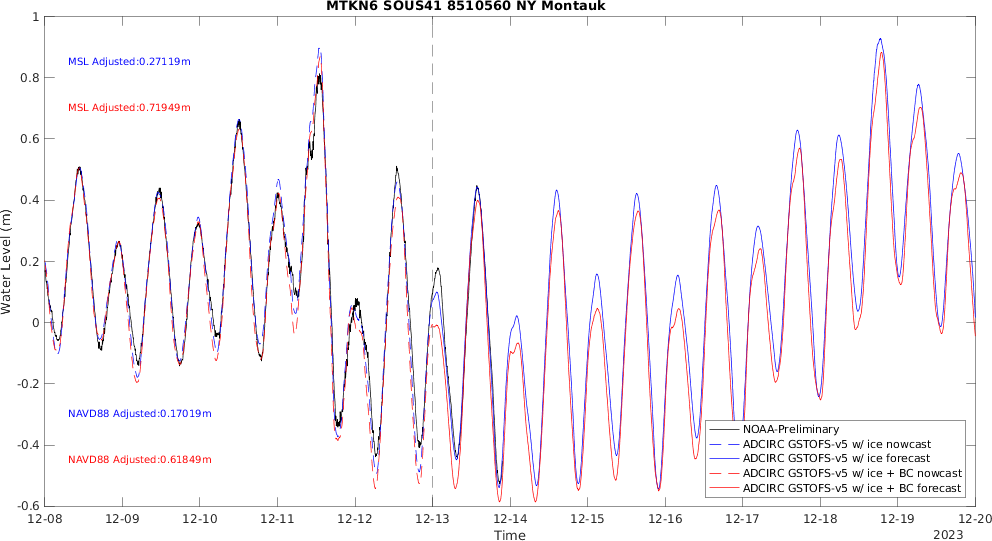 MTKN6 SOUS41 8510560 NY Montauk
Water Level (m)
1
0.8
0.6
0.4
0.2
0
-0.2
-0.4
-0.6
MSL Adjusted:0.27119m
MSL Adjusted:0.71949m
NAVD88 Adjusted:0.17019m
NAVD88 Adjusted:0.61849m
NOAA-Preliminary
ADCIRC GSTOFS-v5 w/ ice nowcast
ADCIRC GSTOFS-v5 w/ ice forecast
ADCIRC GSTOFS-v5 w/ ice + BC nowcast
ADCIRC GSTOFS-v5 w/ ice + BC forecast
12-08 12-09 12-10 12-11 12-12 12-13 12-14 12-15 12-16 12-17 12-18 12-19 12-20
Time
2023